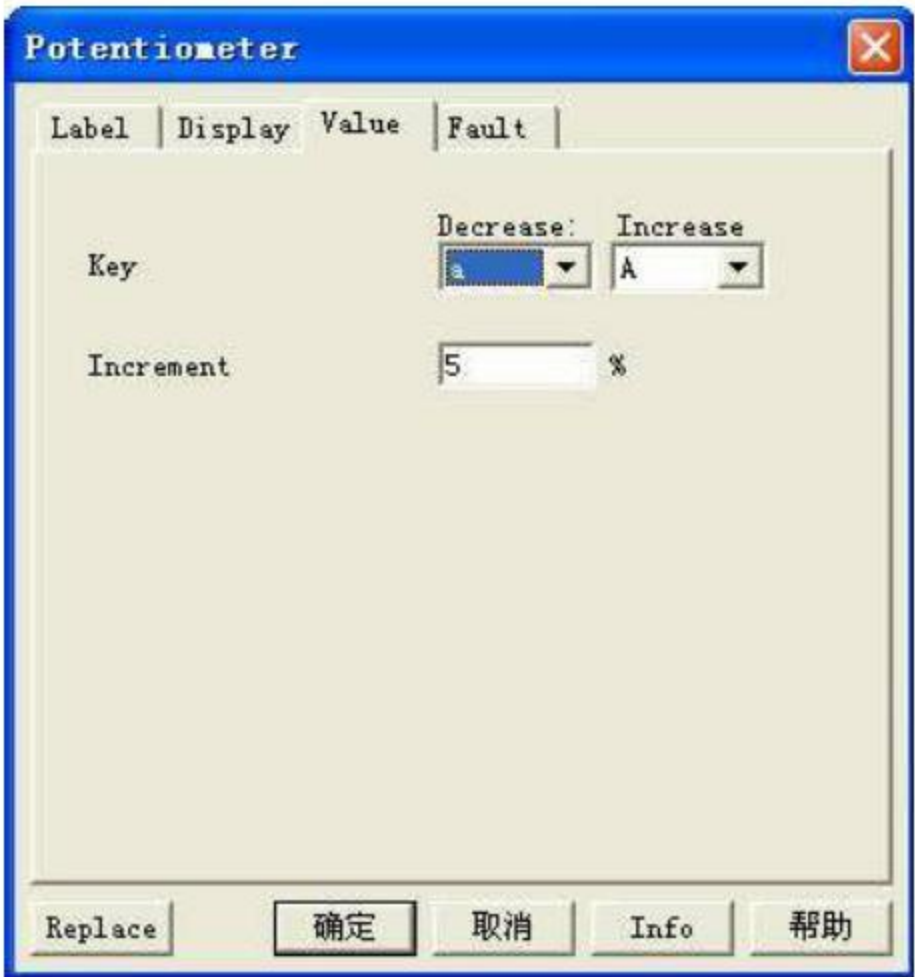 Potentiometer
Label Display Value Fault
Decrease: Increase
Key a A
Increment 5 %
Replace 确定 取消 Info 帮助